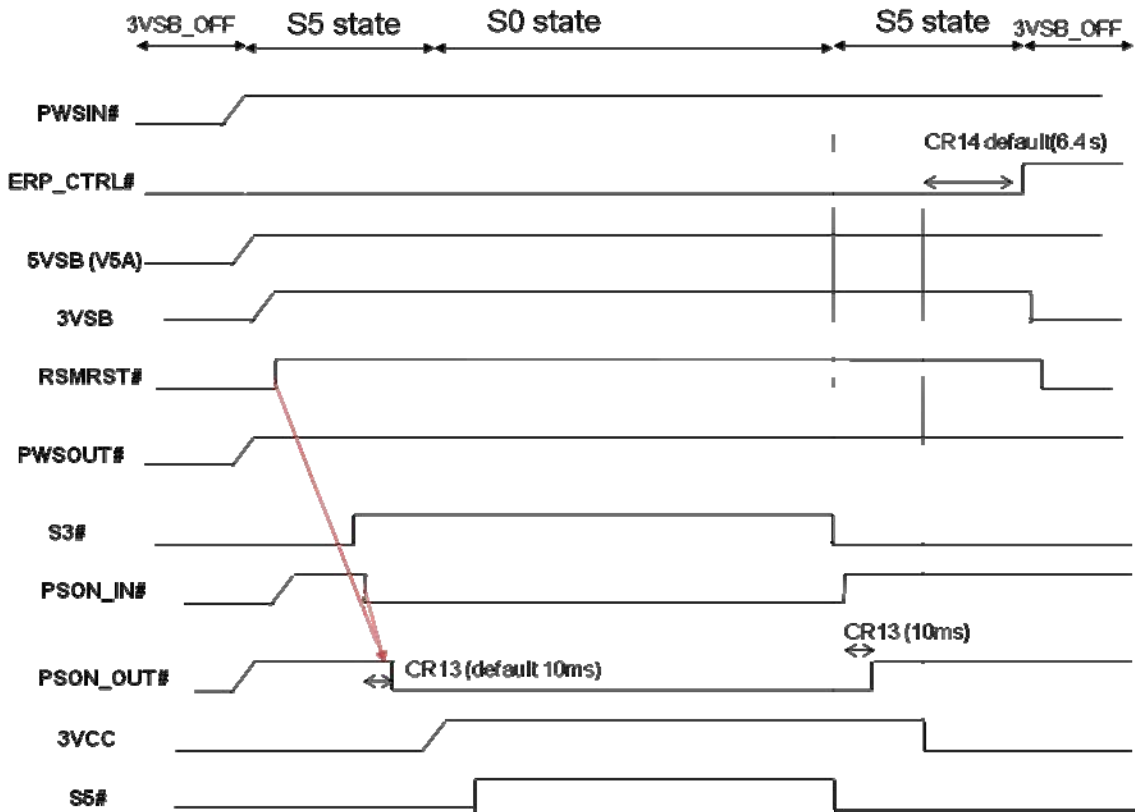 3VSB_OFF S5 state S0 state S5 state 3VSB_OFF
PWSIN#
CR14 default(6.4 s)
ERP_CTRL#
5VSB (V5A)
3VSB
RSMRST#
PWSOUT#
S3#
PSON_IN#
CR13 (10ms)
PSON_OUT#
CR13 (default 10ms)
3VCC
S5#